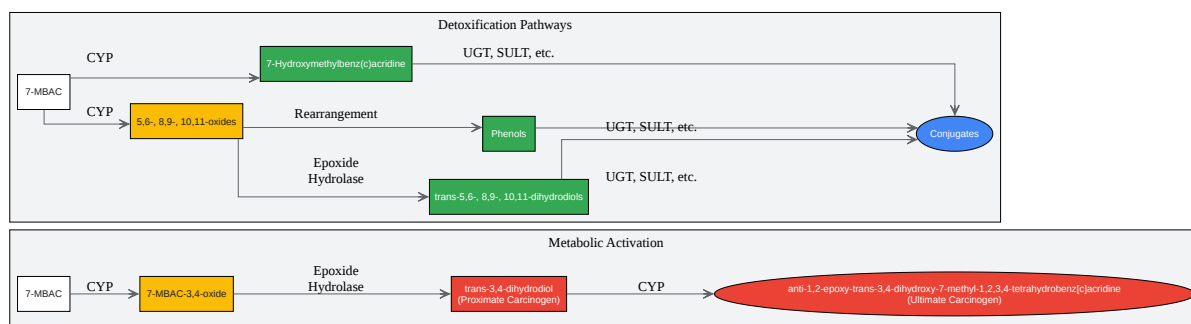 Detoxification Pathways
CYP
7-Hydroxymethylbenz(c)acridine
UGT, SULT, etc.
7-MBAC
CYP
5,6-, 8,9-, 10,11-oxides
Rearrangement
Phenols
UGT, SULT, etc.
Conjugates
Epoxide
Hydrolase
trans-5,6-, 8,9-, 10,11-dihydrodiols
UGT, SULT, etc.
Metabolic Activation
7-MBAC
CYP
7-MBAC-3,4-oxide
Epoxide
Hydrolase
trans-3,4-dihydrodiol
(Proximate Carcinogen)
CYP
anti-1,2-epoxy-trans-3,4-dihydroxy-7-methyl-1,2,3,4-tetrahydrobenz[c]acridine
(Ultimate Carcinogen)